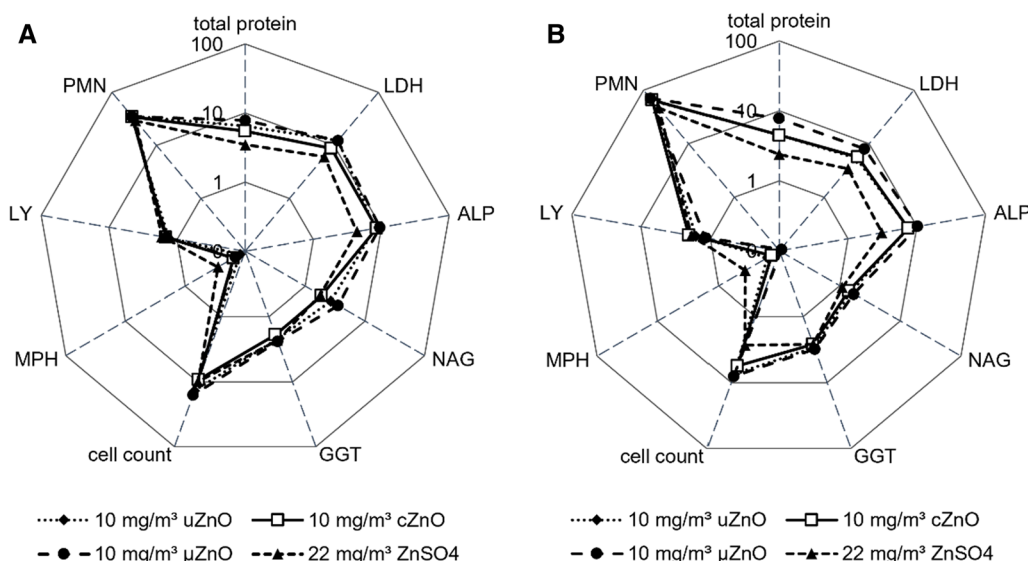 A
total protein
100
PMN
LDH
10
1
LY
ALP
0
MPH
NAG
cell count
GGT
10 mg/m³ uZnO
10 mg/m³ cZnO
10 mg/m³ µZnO
22 mg/m³ ZnSO4
B
total protein
100
PMN
LDH
10
1
LY
ALP
0
MPH
NAG
cell count
GGT
10 mg/m³ uZnO
10 mg/m³ cZnO
10 mg/m³ µZnO
22 mg/m³ ZnSO4